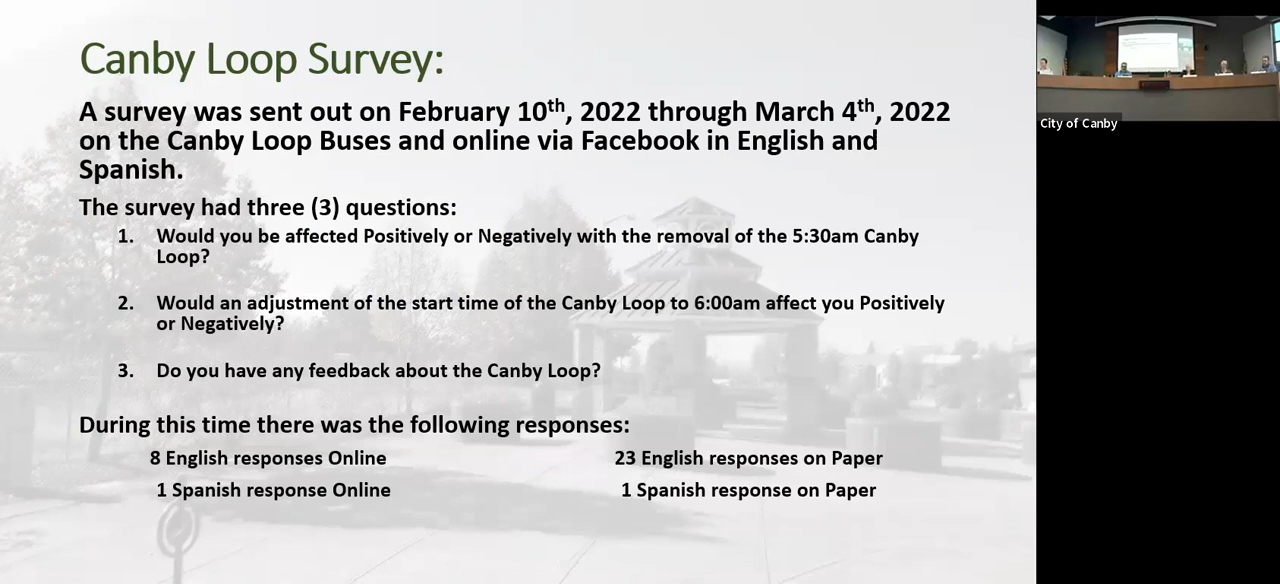 Canby Loop Survey:
A survey was sent out on February 10th, 2022 through March 4th, 2022
on the Canby Loop Buses and online via Facebook in English and
Spanish.
The survey had three (3) questions:
1. Would you be affected Positively or Negatively with the removal of the 5:30am Canby
Loop?
2. Would an adjustment of the start time of the Canby Loop to 6:00am affect you Positively
or Negatively?
3. Do you have any feedback about the Canby Loop?
During this time there was the following responses:
8 English responses Online
23 English responses on Paper
1 Spanish response Online
1 Spanish response on Paper
City of Canby